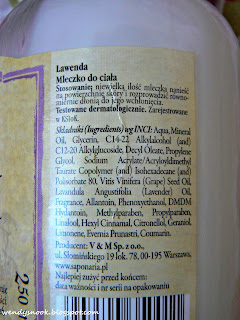 Lawenda
Mleczko do ciała
Stosowanie: niewielką ilość mleczka nanieść
na powierzchnię skóry i rozprowadzić równo-
miernie dłonią do jego wchłonięcia.
Testowane dermatologicznie. Zarejestrowane
w KSIoK.
Składniki (Ingredients) wg INCI: Aqua, Mineral
Oil, Glycerin, C14-22 Alkylalcohol (and)
C12-20 Alkylglucoside, Decyl Oleate, Propylene
Glycol, Sodium Acrylate/Acryloyldimethyl
Taurate Copolymer (and) Isohexadecane (and)
Polisorbate 80, Vitis Vinifera (Grape) Seed Oil,
Lavandula Angustifolia (Lavender) Oil,
Fragrance, Allantoin, Phenoxyethanol, DMDM
Hydantoin, Methylparaben, Propylparaben,
Linalool, Hexyl Cinnamal, Citronellol, Geraniol,
Limonene, Evernia Prunastri, Coumarin.
Producent: V & M Sp. z o.o.,
ul. Słomińskiego 19 lok. 78, 00-195 Warszawa,
www.saponaria.pl
Najlepiej zużyć przed końcem:
data ważności i nr serii na opakowaniu
250
wendysnook.blogspot.com